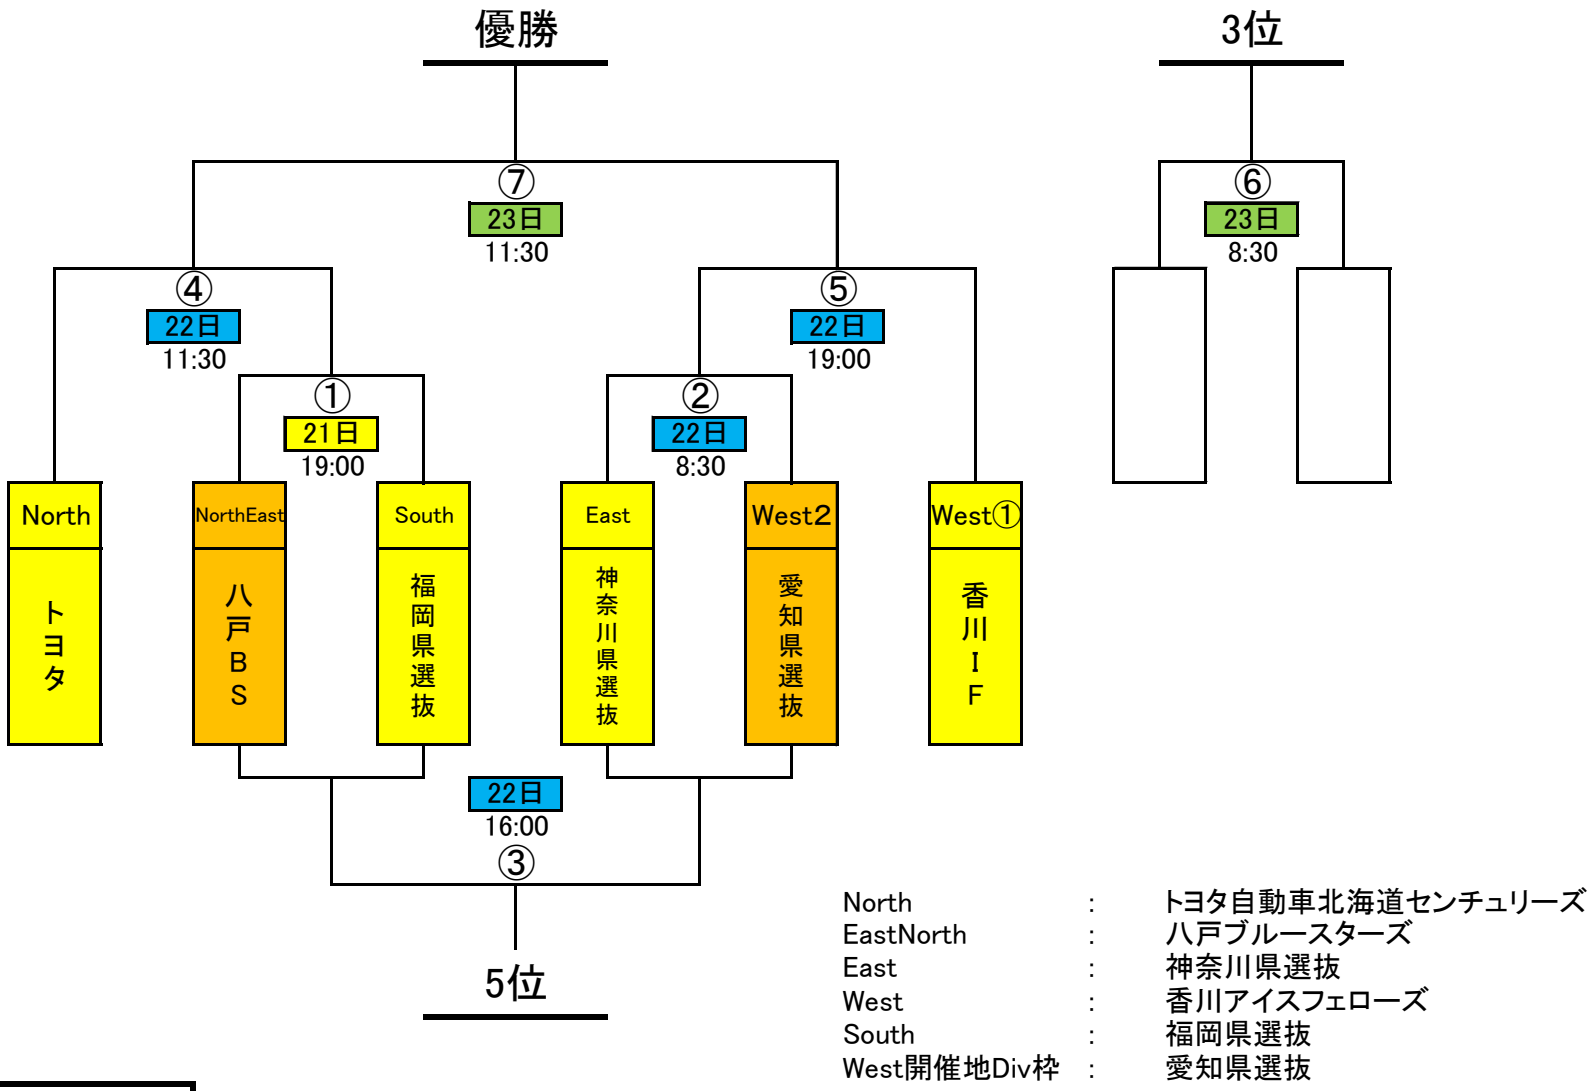 優勝
3位
⑦
23日
11:30
⑥
23日
8:30
④
22日
11:30
⑤
22日
19:00
①
21日
19:00
②
22日
8:30
North
NorthEast
South
East
West2
West①
トヨタ
八戸BS
福岡県選抜
神奈川県選抜
愛知県選抜
香川IF
22日
16:00
③
5位
North : トヨタ自動車北海道センチュリーズ
EastNorth : 八戸ブルースターズ
East : 神奈川県選抜
West : 香川アイスフェローズ
South : 福岡県選抜
West開催地Div枠 : 愛知県選抜